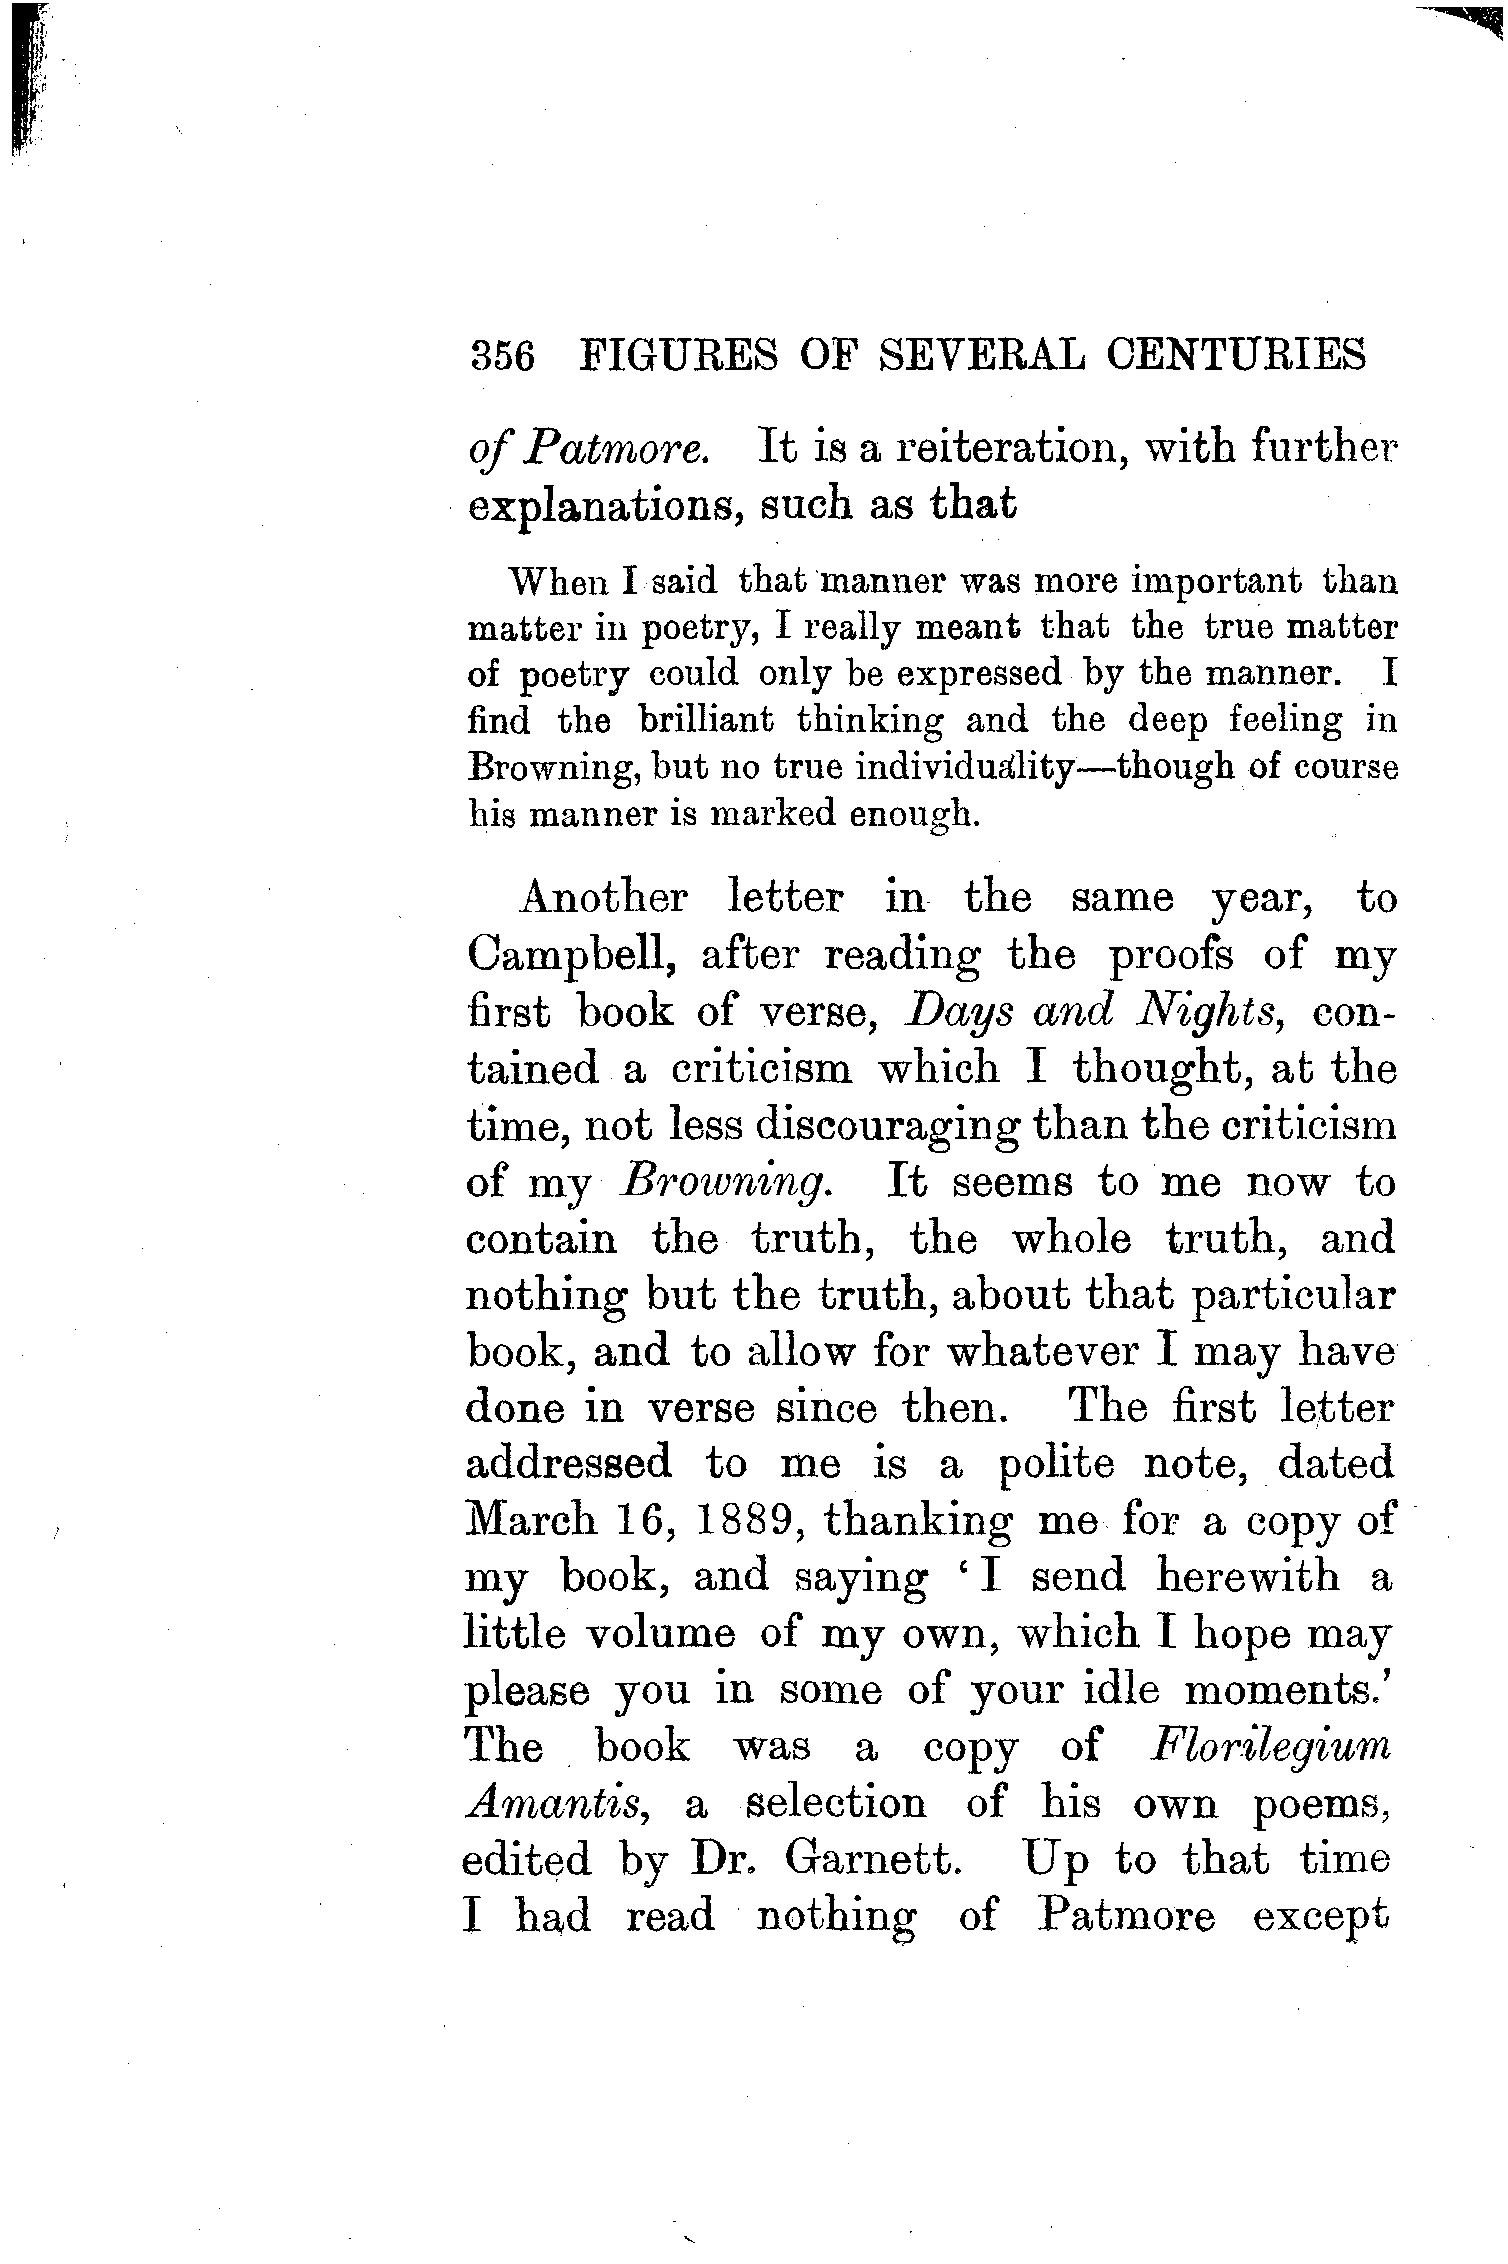 356 FIGURES OF SEVERAL CENTURIES
of Patmore. It is a reiteration, with further
explanations, such as that
When I said that manner was more important than
matter in poetry, I really meant that the true matter
of poetry could only be expressed by the manner. I
find the brilliant thinking and the deep feeling in
Browning, but no true individuality—though of course
his manner is marked enough.
Another letter in the same year, to
Campbell, after reading the proofs of my
first book of verse, Days and Nights, con-
tained a criticism which I thought, at the
time, not less discouraging than the criticism
of my Browning. It seems to me now to
contain the truth, the whole truth, and
nothing but the truth, about that particular
book, and to allow for whatever I may have
done in verse since then. The first letter
addressed to me is a polite note, dated
March 16, 1889, thanking me for a copy of
my book, and saying ‘I send herewith a
little volume of my own, which I hope may
please you in some of your idle moments.’
The book was a copy of Florilegium
Amantis, a selection of his own poems,
edited by Dr. Garnett. Up to that time
I had read nothing of Patmore except